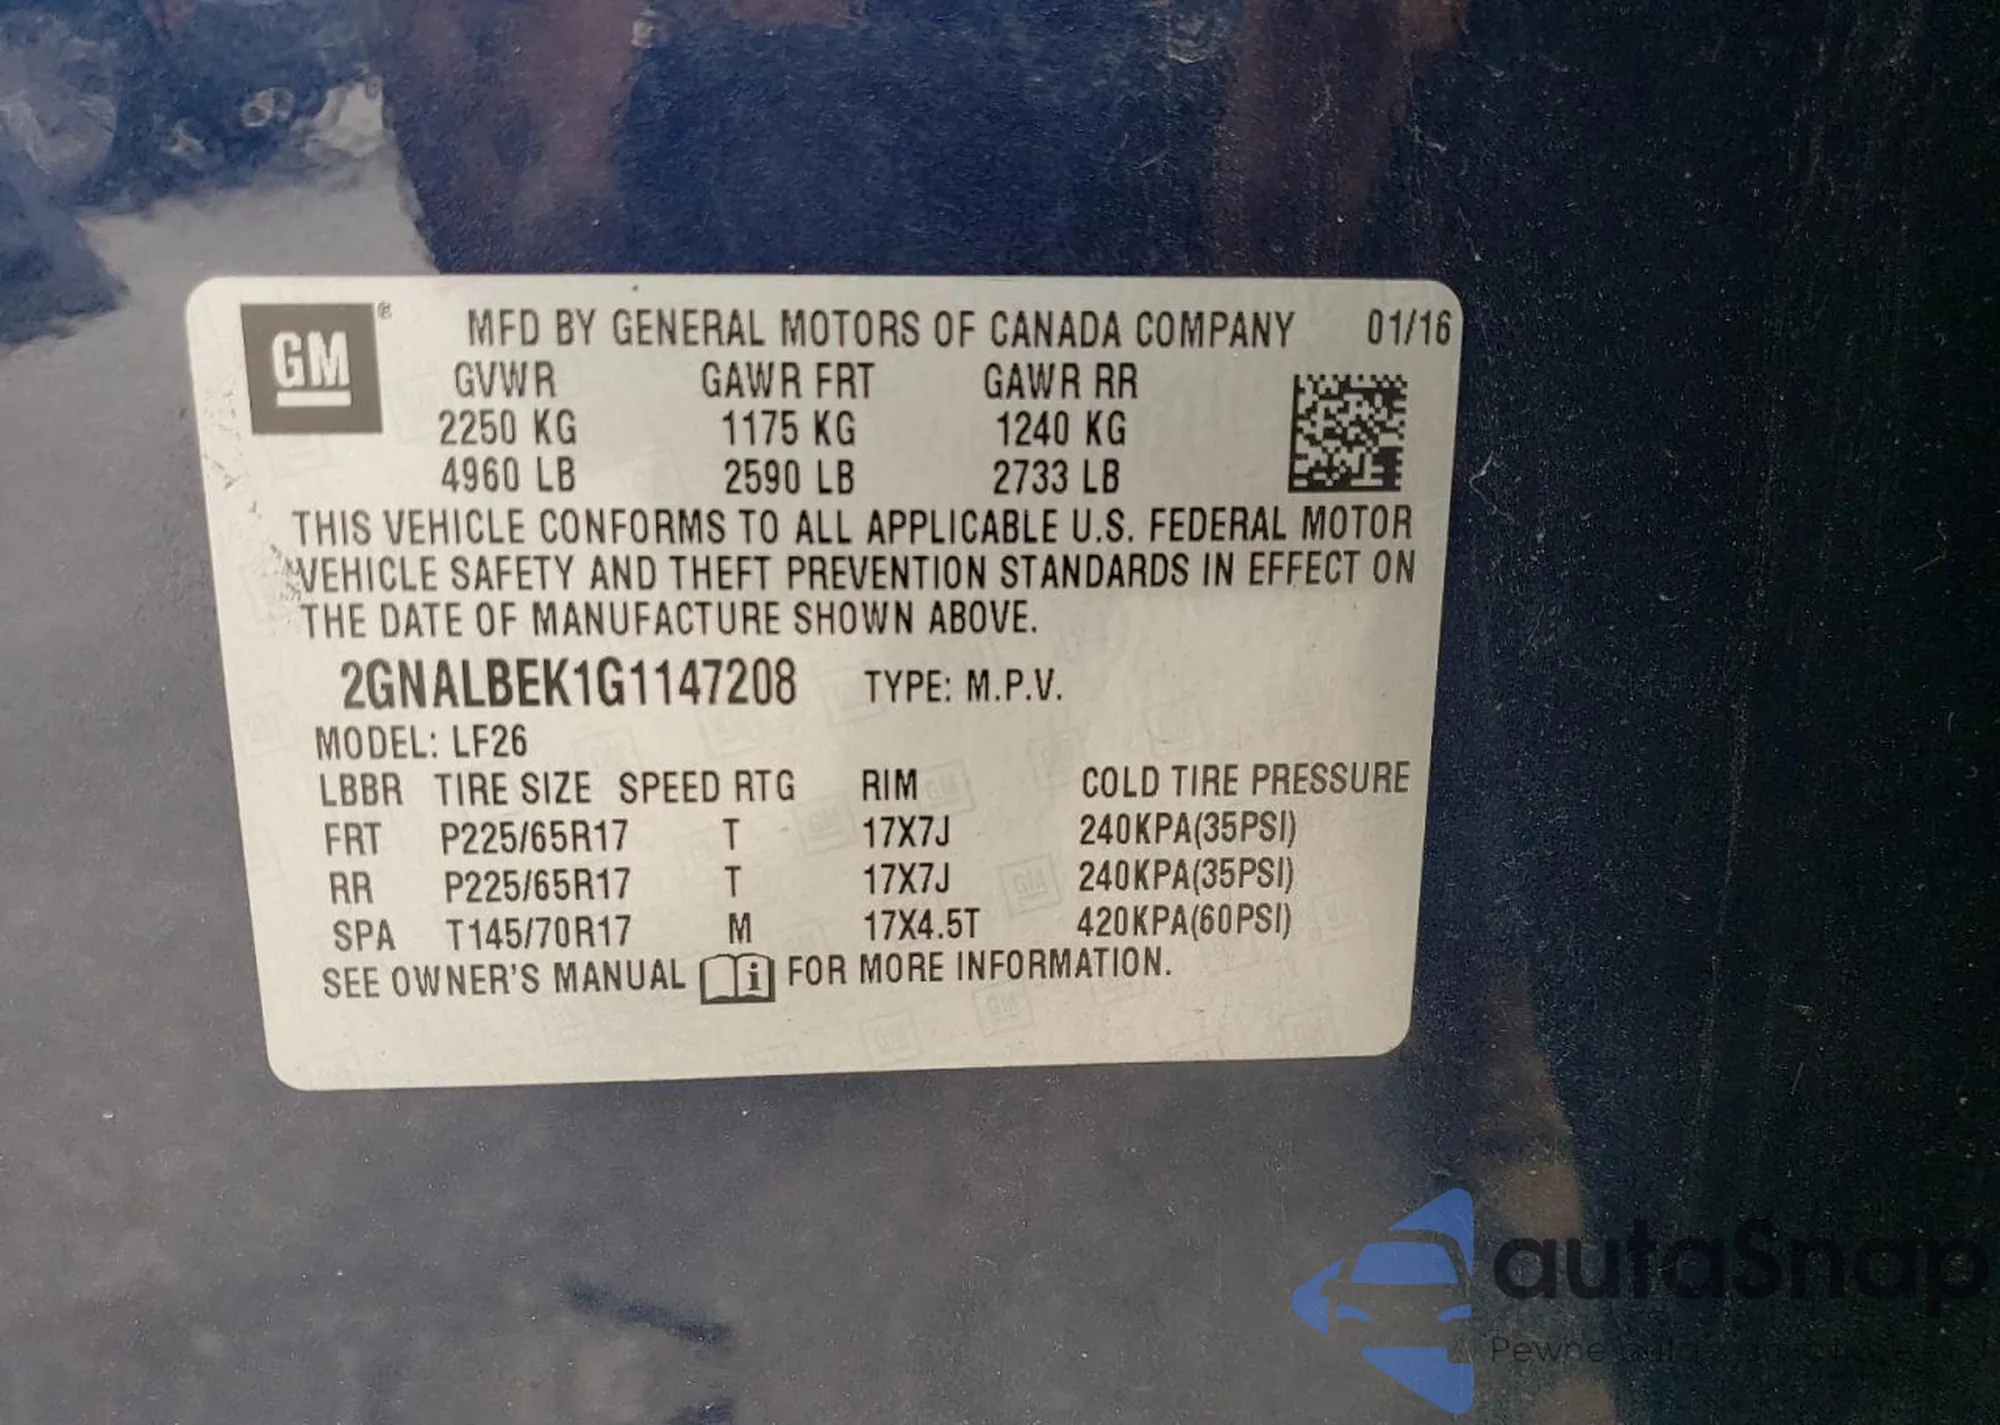 GM ® MFD BY GENERAL MOTORS OF CANADA COMPANY 01/16
GVWR GAWR FRT GAWR RR
2250 KG 1175 KG 1240 KG
4960 LB 2590 LB 2733 LB
THIS VEHICLE CONFORMS TO ALL APPLICABLE U.S. FEDERAL MOTOR
VEHICLE SAFETY AND THEFT PREVENTION STANDARDS IN EFFECT ON
THE DATE OF MANUFACTURE SHOWN ABOVE.
2GNALBEK1G1147208 TYPE: M.P.V.
MODEL: LF26
LBBR TIRE SIZE SPEED RTG RIM COLD TIRE PRESSURE
FRT P225/65R17 T 17X7J 240KPA(35PSI)
RR P225/65R17 T 17X7J 240KPA(35PSI)
SPA T145/70R17 M 17X4.5T 420KPA(60PSI)
SEE OWNER'S MANUAL i FOR MORE INFORMATION.
autaSnap
Pewne auta